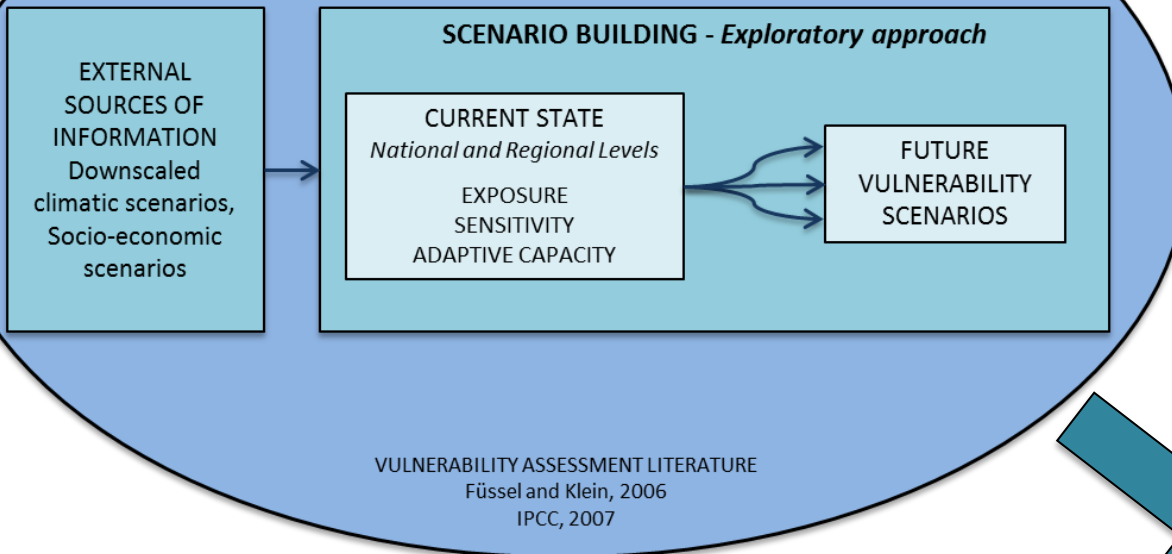 EXTERNAL
SOURCES OF
INFORMATION
Downscaled
climatic scenarios,
Socio-economic
scenarios
SCENARIO BUILDING - Exploratory approach
CURRENT STATE
National and Regional Levels
EXPOSURE
SENSITIVITY
ADAPTIVE CAPACITY
FUTURE
VULNERABILITY
SCENARIOS
VULNERABILITY ASSESSMENT LITERATURE
Füssel and Klein, 2006
IPCC, 2007